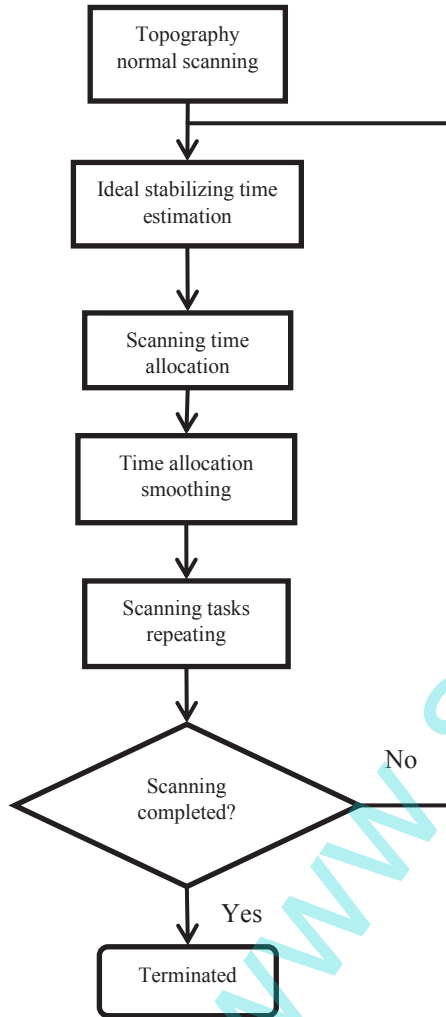 Topography
normal scanning
Ideal stabilizing time
estimation
Scanning time
allocation
Time allocation
smoothing
Scanning tasks
repeating
Scanning
completed?
No
Yes
Terminated
www.s